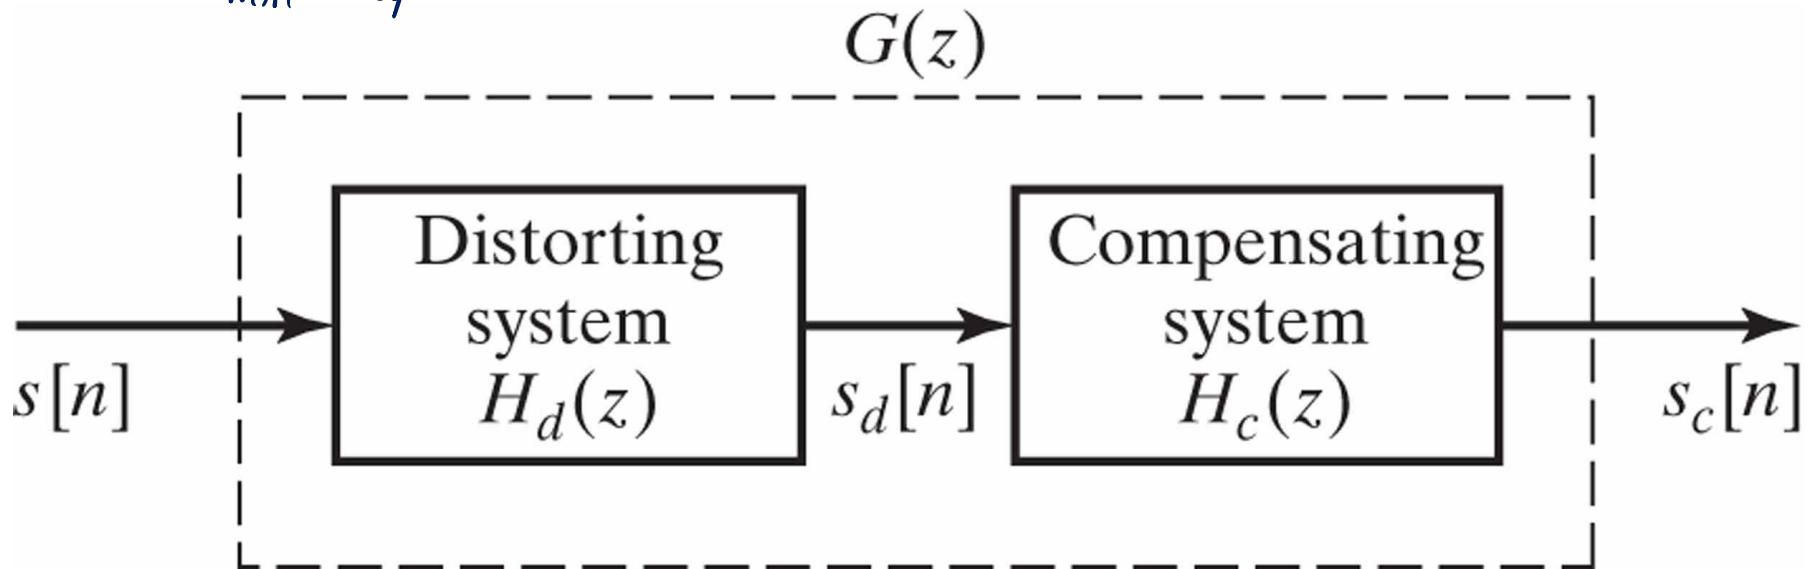 G(z)
Distorting
system
H_d(z)
Compensating
system
H_c(z)
s[n]
s_d[n]
s_c[n]